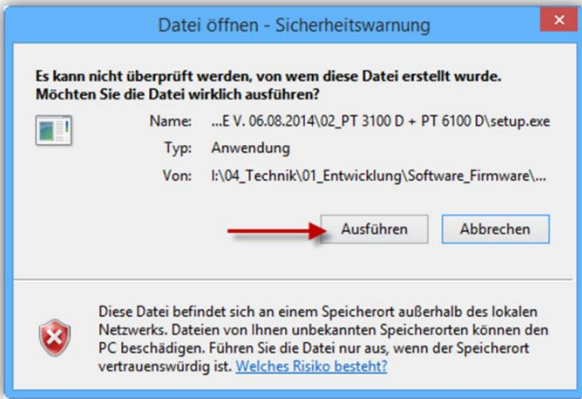 Datei öffnen - Sicherheitswarnung
Es kann nicht überprüft werden, von wem diese Datei erstellt wurde.
Möchten Sie die Datei wirklich ausführen?
Name: ...E V. 06.08.2014\02_PT 3100 D + PT 6100 D\setup.exe
Typ: Anwendung
Von: I:\04_Technik\01_Entwicklung\Software_Firmware\...
Ausführen Abbrechen
Diese Datei befindet sich an einem Speicherort außerhalb des lokalen
Netzwerks. Dateien von Ihnen unbekannten Speicherorten können den
PC beschädigen. Führen Sie die Datei nur aus, wenn der Speicherort
vertrauenswürdig ist. Welches Risiko besteht?